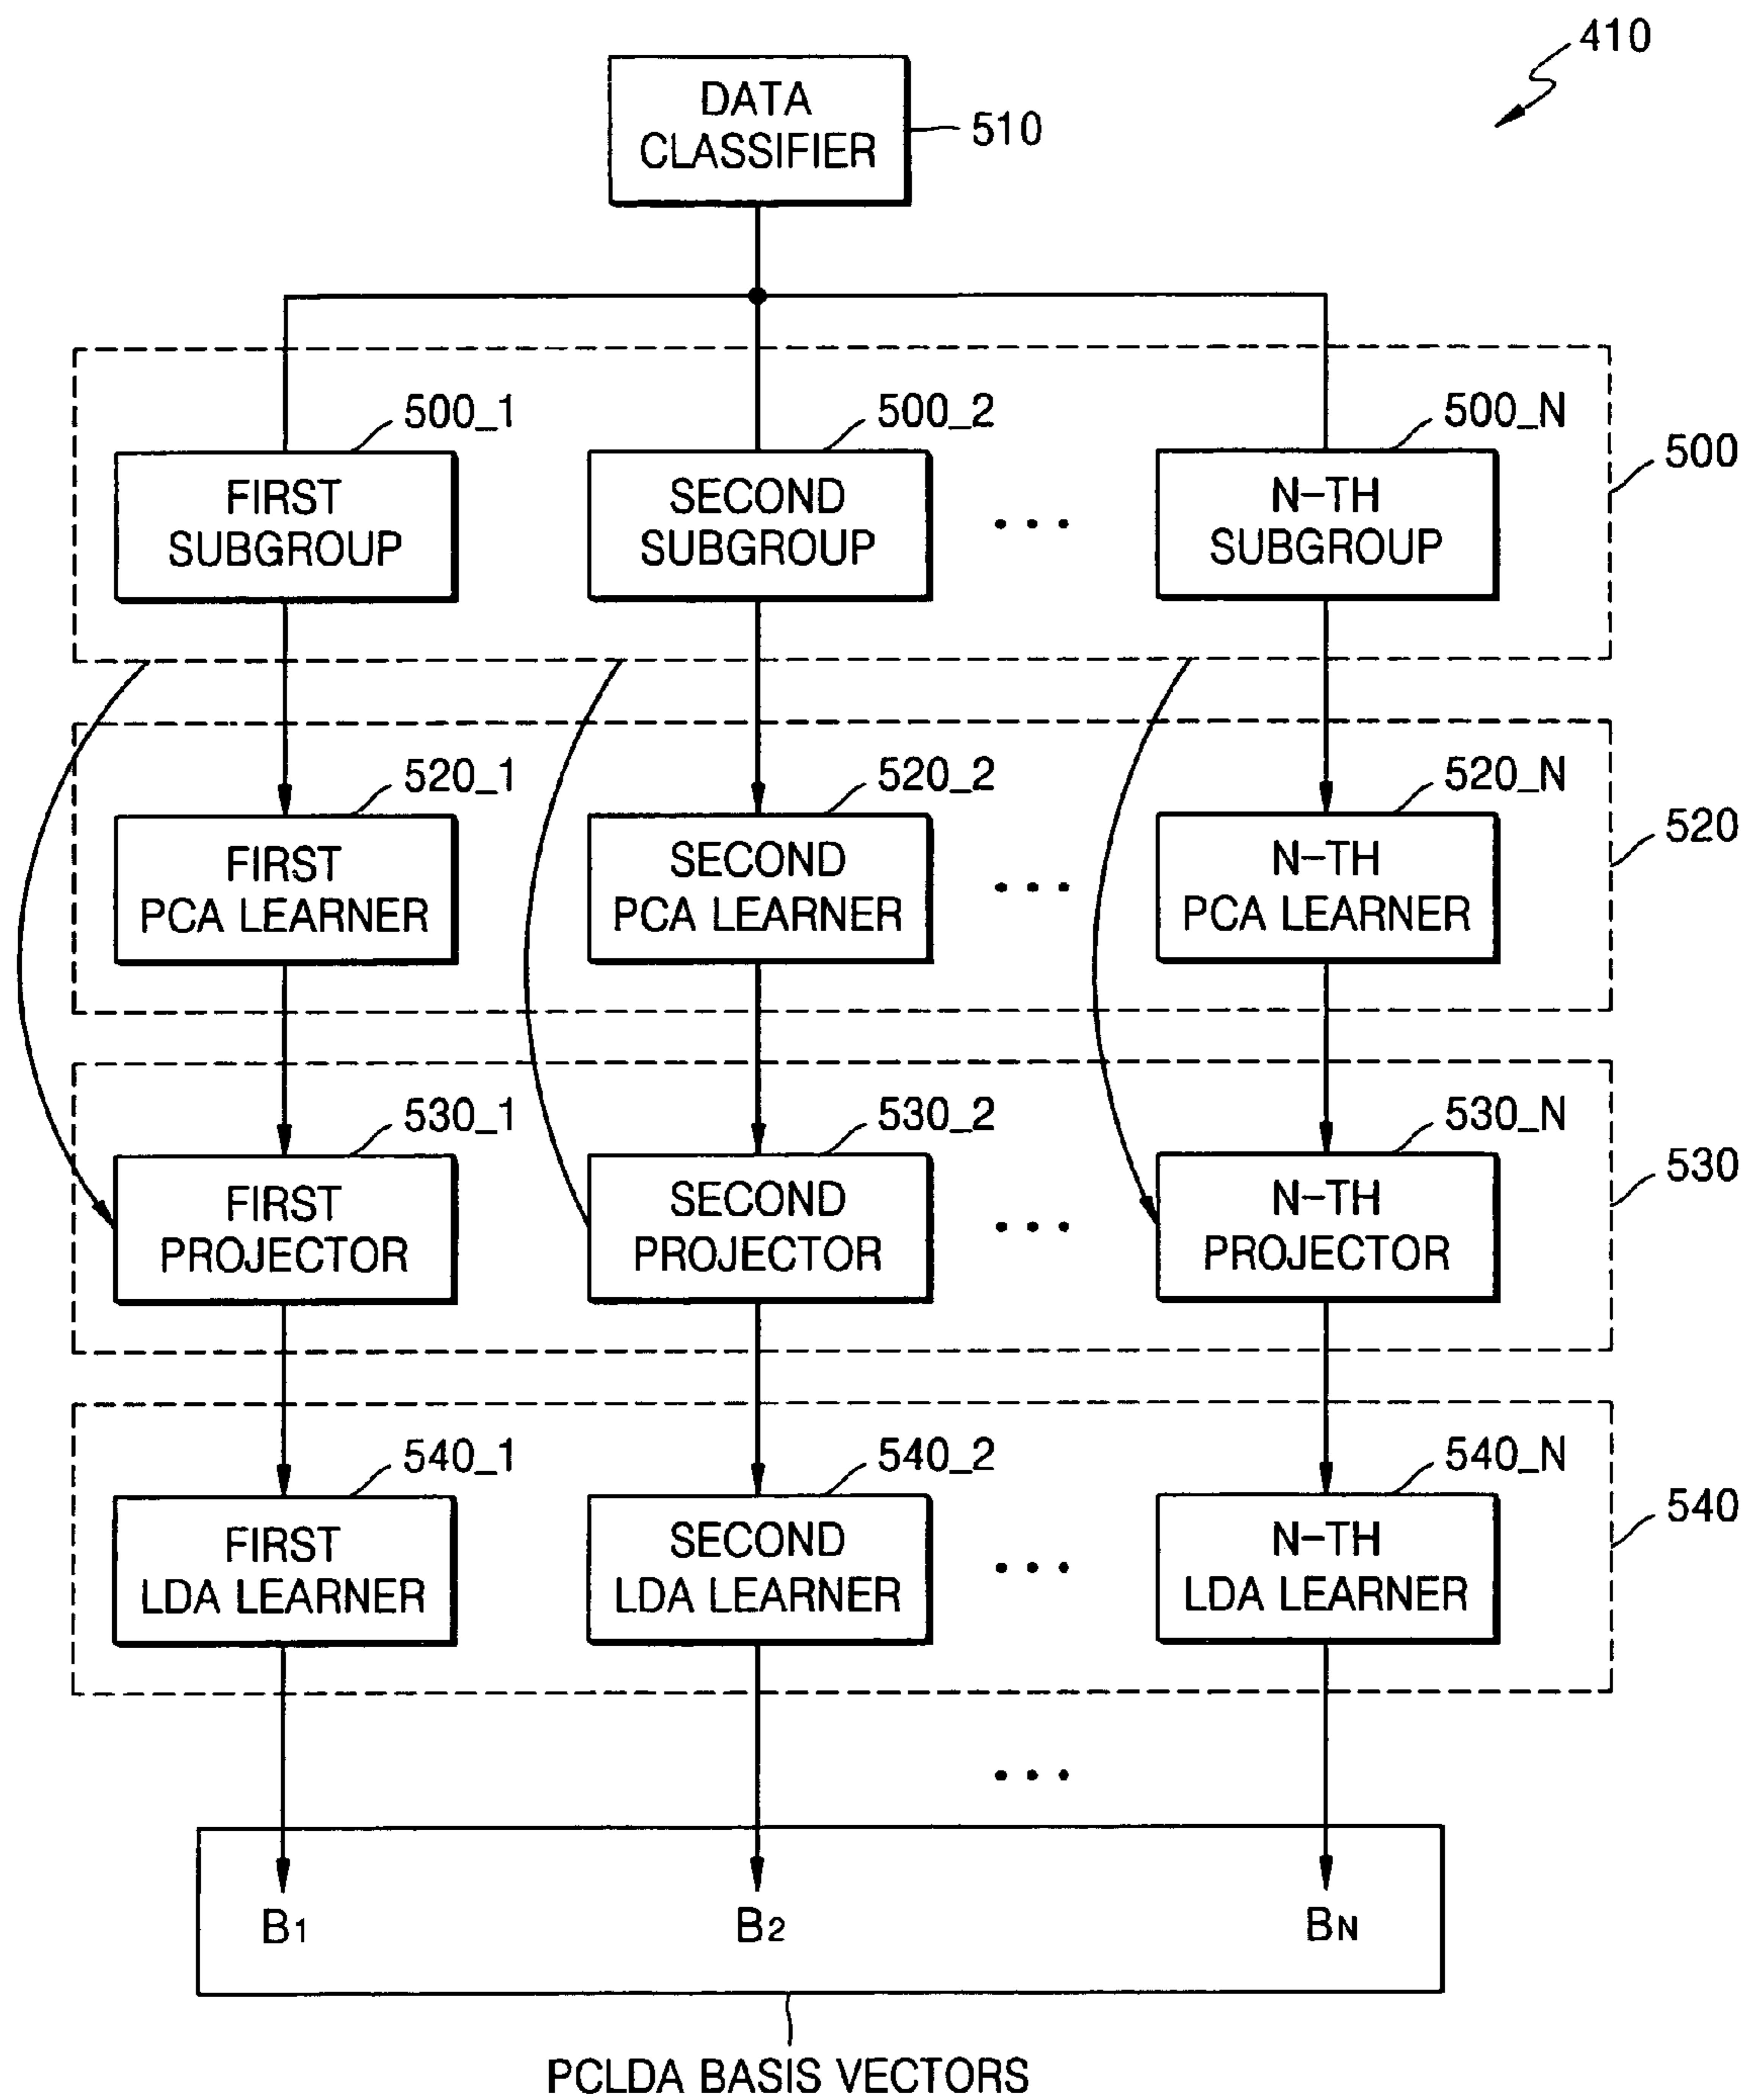 410
DATA
CLASSIFIER
510
500_1
500_2
500_N
500
FIRST
SUBGROUP
SECOND
SUBGROUP
...
N-TH
SUBGROUP
520_1
520_2
520_N
520
FIRST
PCA LEARNER
SECOND
PCA LEARNER
...
N-TH
PCA LEARNER
530_1
530_2
530_N
530
FIRST
PROJECTOR
SECOND
PROJECTOR
...
N-TH
PROJECTOR
540_1
540_2
540_N
540
FIRST
LDA LEARNER
SECOND
LDA LEARNER
...
N-TH
LDA LEARNER
...
B1
B2
BN
PCLDA BASIS VECTORS